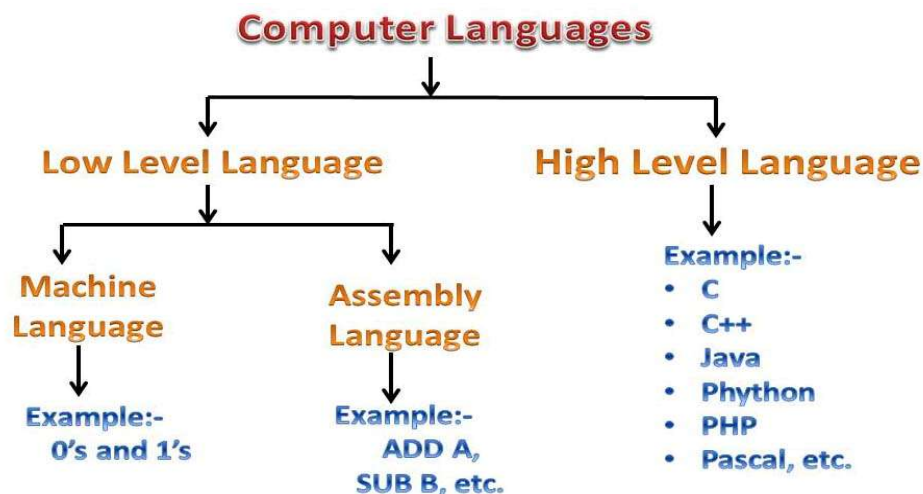 Computer Languages
Low Level Language
High Level Language
Machine
Language
Assembly
Language
Example:-
0's and 1's
Example:-
ADD A,
SUB B, etc.
Example:-
• C
• C++
• Java
• Phython
• PHP
• Pascal, etc.